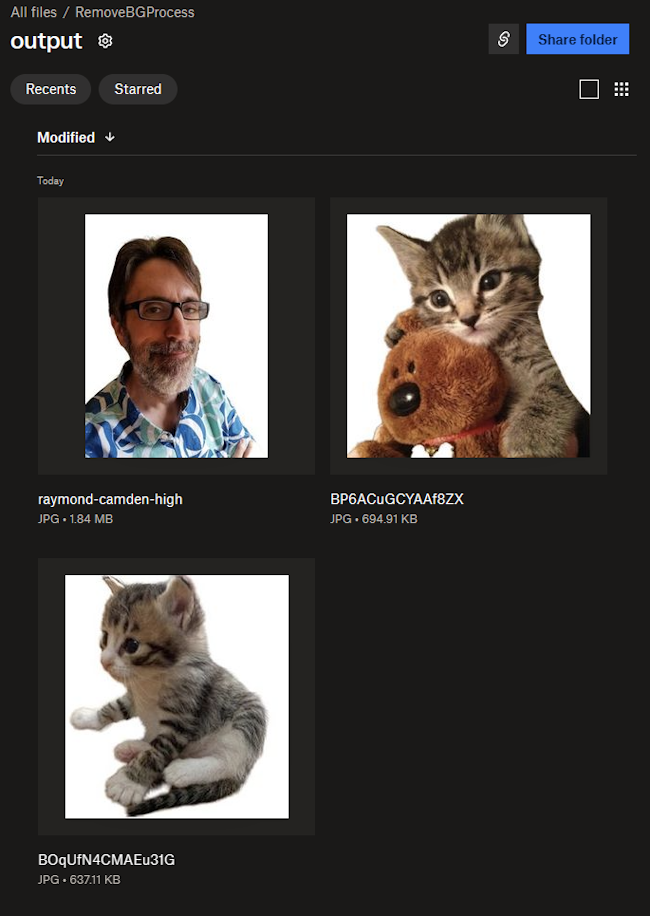 All files / RemoveBGProcess
output
Share folder
Recents
Starred
Modified
Today
raymond-camden-high
JPG • 1.84 MB
BP6ACuGCYAAf8ZX
JPG • 694.91 KB
BOqUfN4CMAEu31G
JPG • 637.11 KB